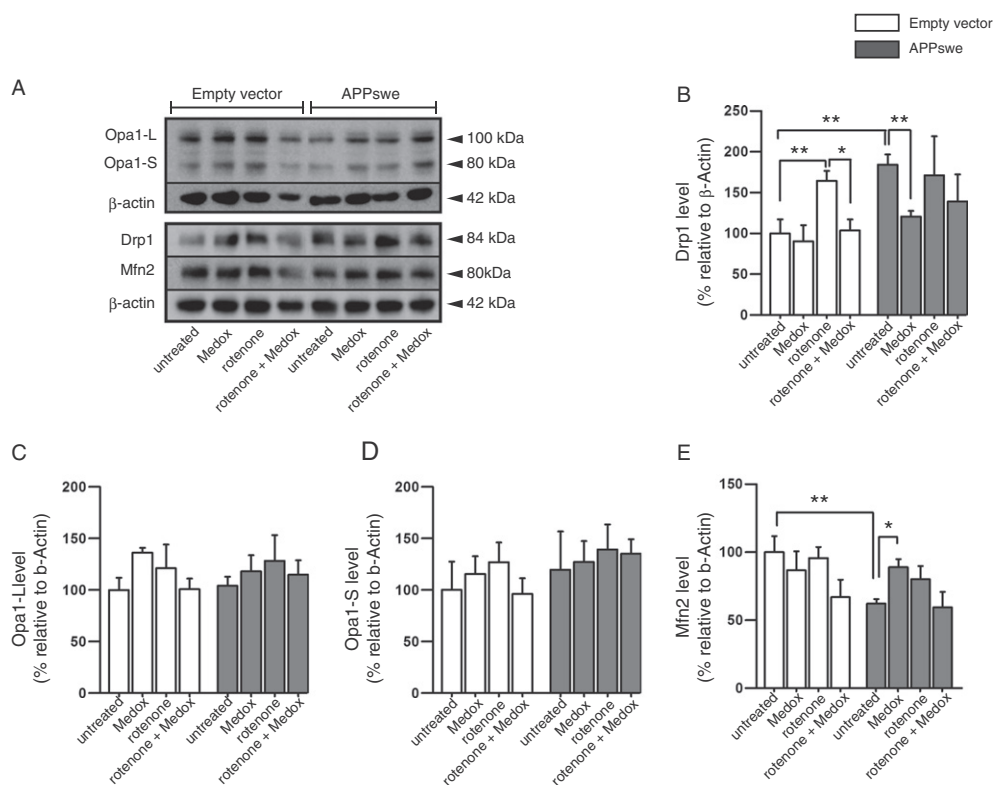 Empty vector
APPswe
A
Empty vector
APPswe
Opa1-L
100 kDa
Opa1-S
80 kDa
β-actin
42 kDa
Drp1
84 kDa
Mfn2
80kDa
β-actin
42 kDa
untreated
Medox
rotenone
rotenone + Medox
untreated
Medox
rotenone
rotenone + Medox
B
Drp1 level
(% relative to β-Actin)
250
200
150
100
50
0
**
**
*
**
untreated
Medox
rotenone
rotenone + Medox
untreated
Medox
rotenone
rotenone + Medox
C
Opa1-Llevel
(% relative to b-Actin)
200
150
100
50
0
untreated
Medox
rotenone
rotenone + Medox
untreated
Medox
rotenone
rotenone + Medox
D
Opa1-S level
(% relative to b-Actin)
200
150
100
50
0
untreated
Medox
rotenone
rotenone + Medox
untreated
Medox
rotenone
rotenone + Medox
E
Mfn2 level
(% relative to b-Actin)
150
100
50
0
**
*
untreated
Medox
rotenone
rotenone + Medox
untreated
Medox
rotenone
rotenone + Medox